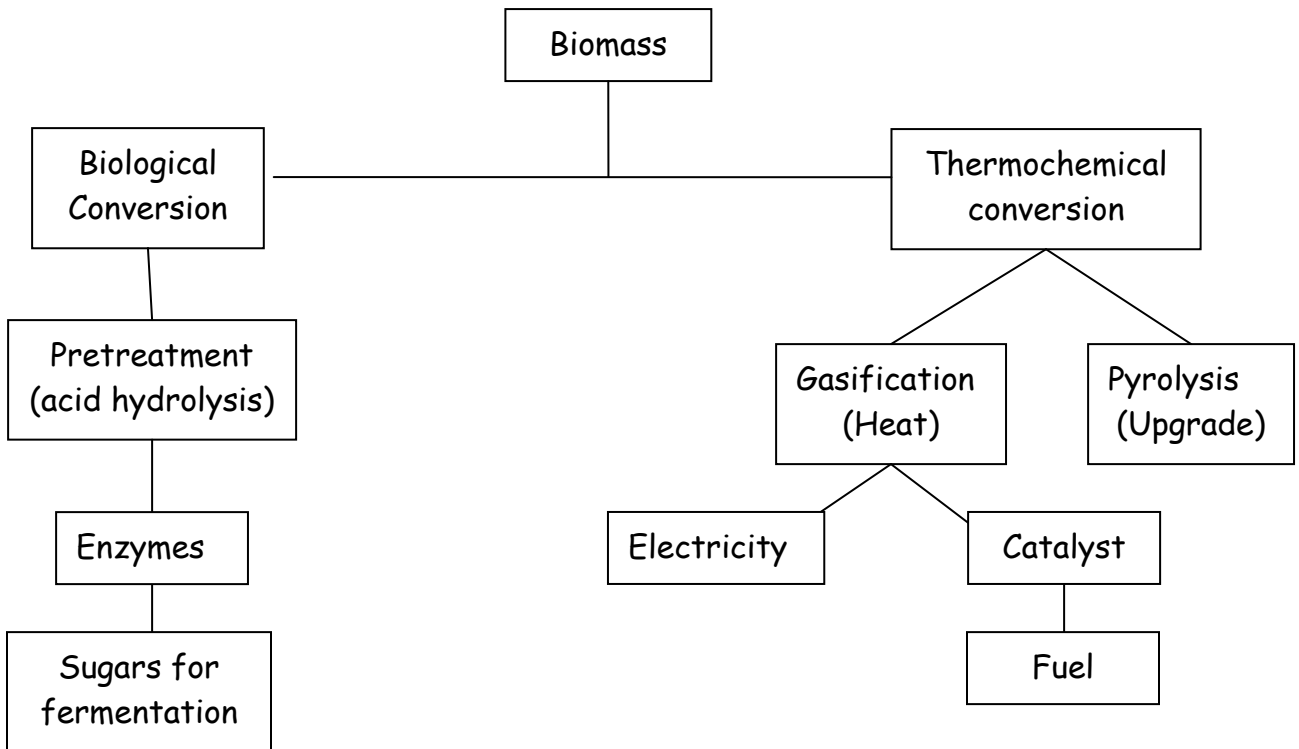 Biomass
Biological
Conversion
Thermochemical
conversion
Pretreatment
(acid hydrolysis)
Gasification
(Heat)
Pyrolysis
(Upgrade)
Enzymes
Electricity
Catalyst
Sugars for
fermentation
Fuel